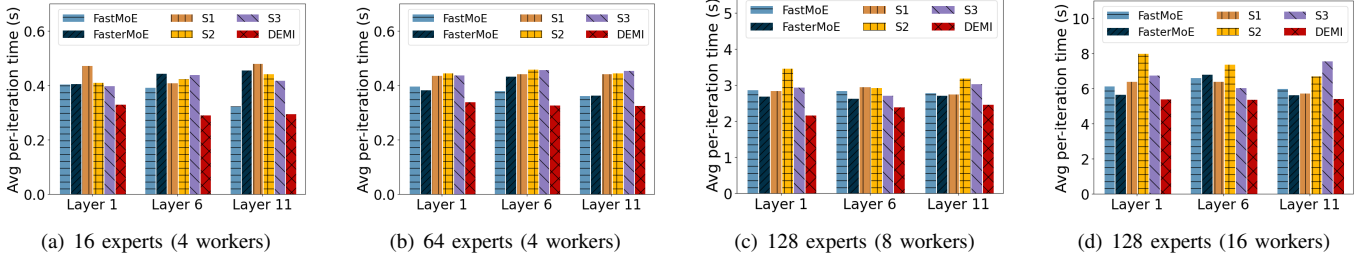 Avg per-iteration time (s)
0.6
0.4
0.2
0.0
FastMoE
FasterMoE
S1
S2
S3
DEMI
Layer 1
Layer 6
Layer 11
(a) 16 experts (4 workers)
Avg per-iteration time (s)
0.6
0.4
0.2
0.0
FastMoE
FasterMoE
S1
S2
S3
DEMI
Layer 1
Layer 6
Layer 11
(b) 64 experts (4 workers)
Avg per-iteration time (s)
5
4
3
2
1
0
FastMoE
FasterMoE
S1
S2
S3
DEMI
Layer 1
Layer 6
Layer 11
(c) 128 experts (8 workers)
Avg per-iteration time (s)
10
8
6
4
2
0
FastMoE
FasterMoE
S1
S2
S3
DEMI
Layer 1
Layer 6
Layer 11
(d) 128 experts (16 workers)